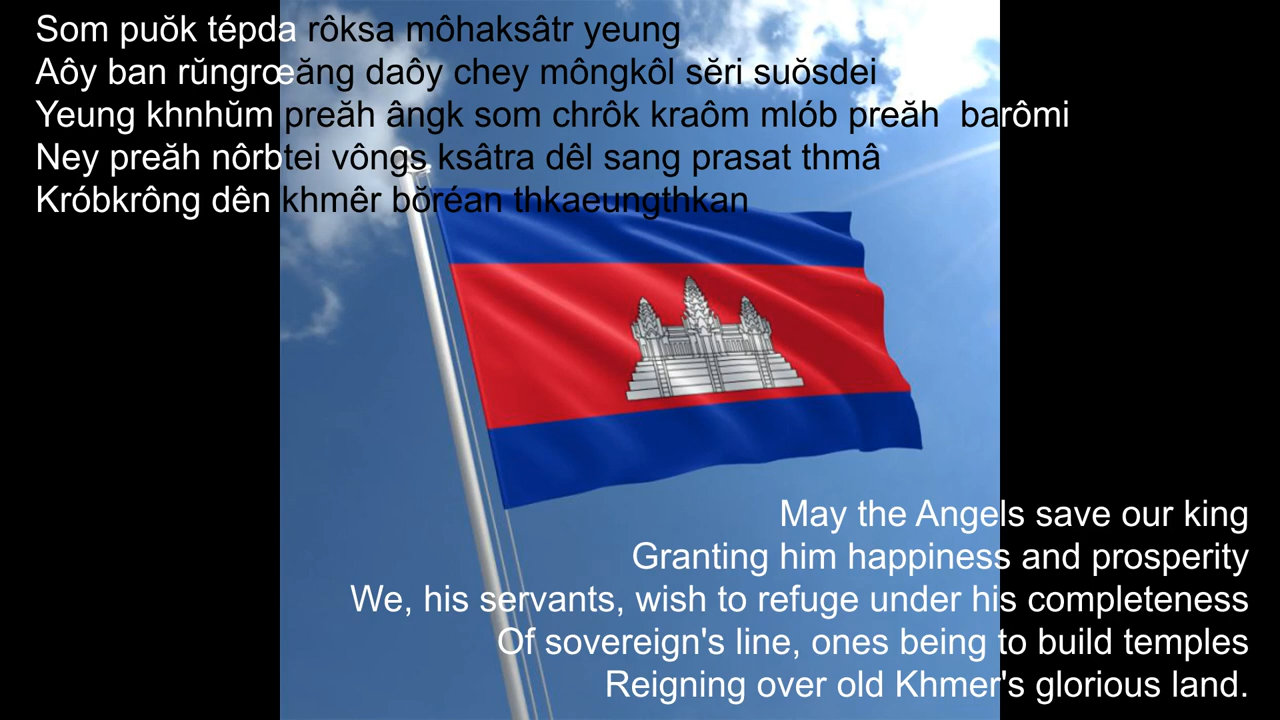 Som puŏk tépda rôksa môhaksâtr yeung
Aôy ban rŭngrœăng daôy chey môngkôl sĕri suŏsdei
Yeung khnhŭm preăh ângk som chrôk kraôm mlób preăh  barômi
Ney preăh nôrbtei vôngs ksâtra dêl sang prasat thmâ
Króbkrông dên khmêr bŏréan thkaeungthkan
May the Angels save our king
Granting him happiness and prosperity
We, his servants, wish to refuge under his completeness
Of sovereign's line, ones being to build temples
Reigning over old Khmer's glorious land.